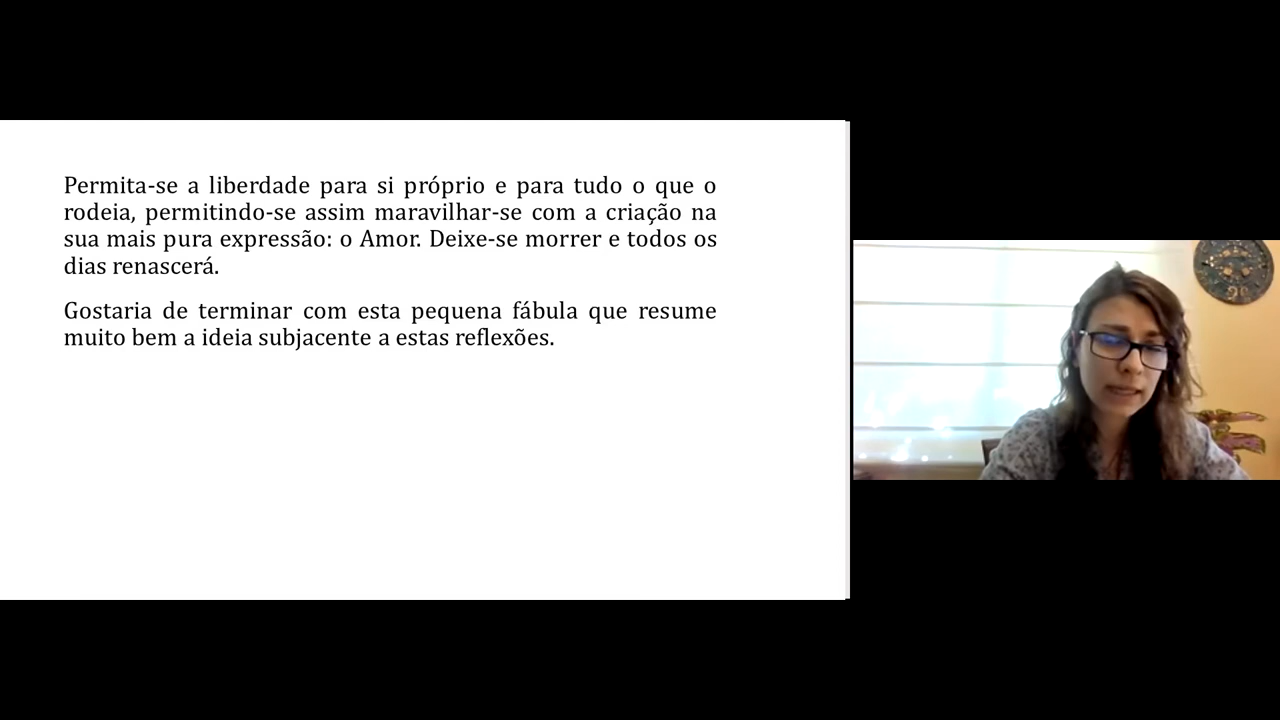 Permita-se a liberdade para si próprio e para tudo o que o
rodeia, permitindo-se assim maravilhar-se com a criação na
sua mais pura expressão: o Amor. Deixe-se morrer e todos os
dias renascerá.
Gostaria de terminar com esta pequena fábula que resume
muito bem a ideia subjacente a estas reflexões.